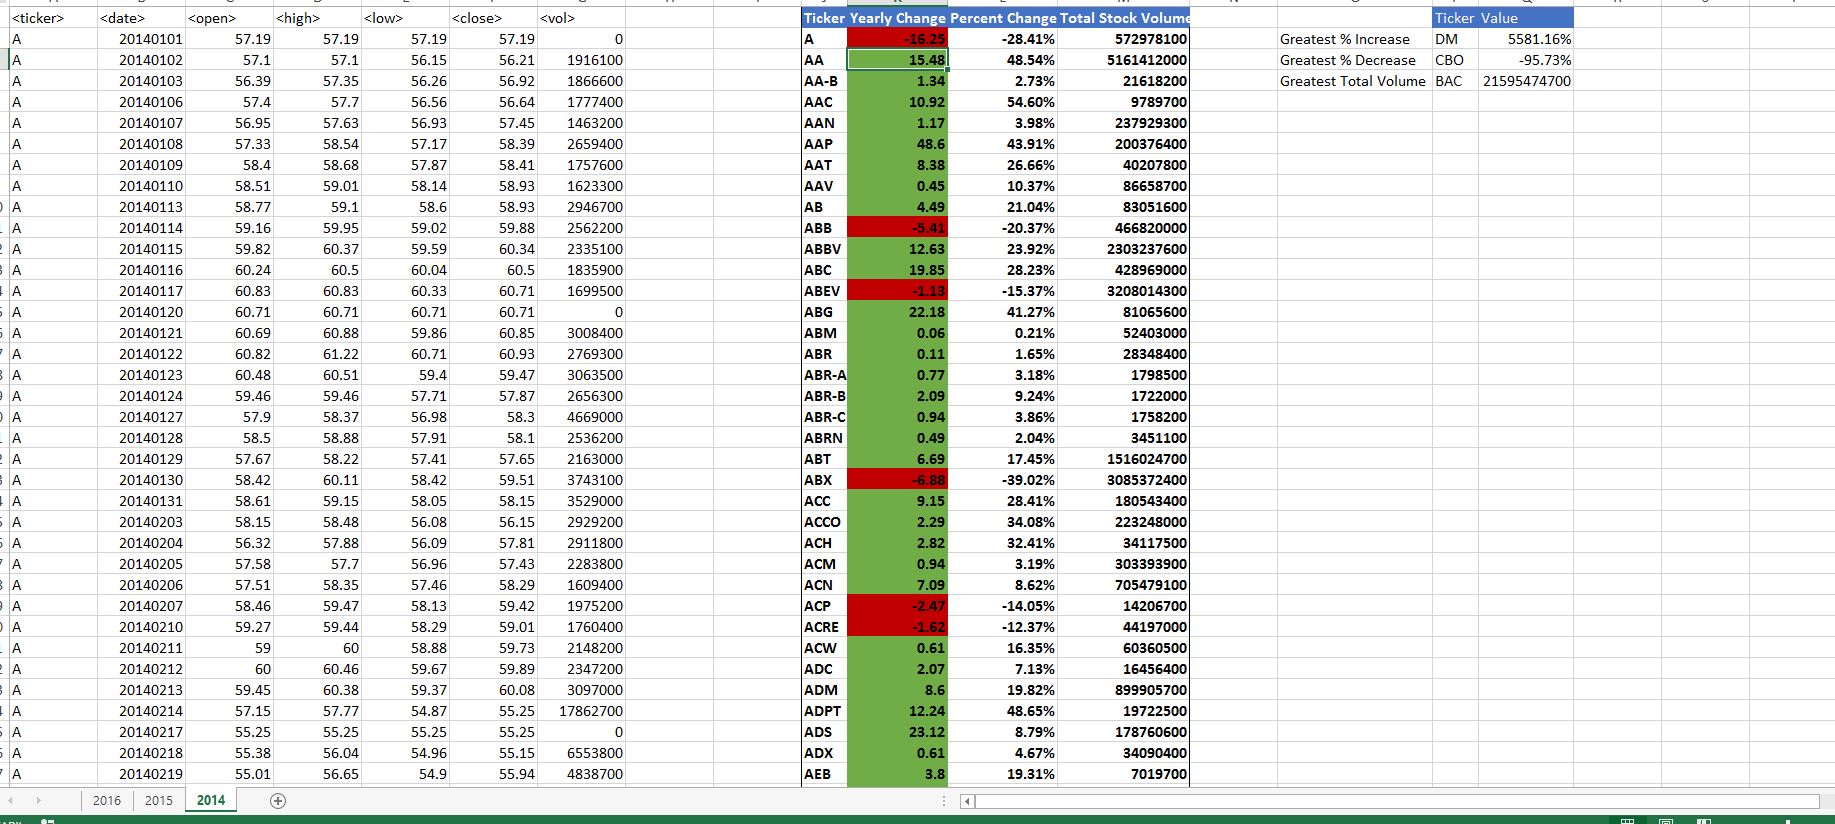 <ticker> <date> <open> <high> <low> <close> <vol> Ticker Yearly Change Percent Change Total Stock Volume Ticker Value
A 20140101 57.19 57.19 57.19 57.19 0 A -16.25 -28.41% 572978100 Greatest % Increase DM 5581.16%
A 20140102 57.1 57.1 56.15 56.21 1916100 AA 15.48 48.54% 5161412000 Greatest % Decrease CBO -95.73%
A 20140103 56.39 57.35 56.26 56.92 1866600 AA-B 1.34 2.73% 21618200 Greatest Total Volume BAC 21595474700
A 20140106 57.4 57.7 56.56 56.64 1777400 AAC 10.92 54.60% 9789700
A 20140107 56.95 57.63 56.93 57.45 1463200 AAN 1.17 3.98% 237929300
A 20140108 57.33 58.54 57.17 58.39 2659400 AAP 48.6 43.91% 200376400
A 20140109 58.4 58.68 57.87 58.41 1757600 AAT 8.38 26.66% 40207800
A 20140110 58.51 59.01 58.14 58.93 1623300 AAV 0.45 10.37% 86658700
A 20140113 58.77 59.1 58.6 58.93 2946700 AB 4.49 21.04% 83051600
A 20140114 59.16 59.95 59.02 59.88 2562200 ABB -5.41 -20.37% 466820000
A 20140115 59.82 60.37 59.59 60.34 2335100 ABBV 12.63 23.92% 2303237600
A 20140116 60.24 60.5 60.04 60.5 1835900 ABC 19.85 28.23% 428969000
A 20140117 60.83 60.83 60.33 60.71 1699500 ABEV -1.13 -15.37% 3208014300
A 20140120 60.71 60.71 60.71 60.71 0 ABG 22.18 41.27% 81065600
A 20140121 60.69 60.88 59.86 60.85 3008400 ABM 0.06 0.21% 52403000
A 20140122 60.82 61.22 60.71 60.93 2769300 ABR 0.11 1.65% 28348400
A 20140123 60.48 60.51 59.4 59.47 3063500 ABR-A 0.77 3.18% 1798500
A 20140124 59.46 59.46 57.71 57.87 2656300 ABR-B 2.09 9.24% 1722000
A 20140127 57.9 58.37 56.98 58.3 4669000 ABR-C 0.94 3.86% 1758200
A 20140128 58.5 58.88 57.91 58.1 2536200 ABRN 0.49 2.04% 3451100
A 20140129 57.67 58.22 57.41 57.65 2163000 ABT 6.69 17.45% 1516024700
A 20140130 58.42 60.11 58.42 59.51 3743100 ABX -6.88 -39.02% 3085372400
A 20140131 58.61 59.15 58.05 58.15 3529000 ACC 9.15 28.41% 180543400
A 20140203 58.15 58.48 56.08 56.15 2929200 ACCO 2.29 34.08% 223248000
A 20140204 56.32 57.88 56.09 57.81 2911800 ACH 2.82 32.41% 34117500
A 20140205 57.58 57.7 56.96 57.43 2283800 ACM 0.94 3.19% 303393900
A 20140206 57.51 58.35 57.46 58.29 1609400 ACN 7.09 8.62% 705479100
A 20140207 58.46 59.47 58.13 59.42 1975200 ACP -2.47 -14.05% 14206700
A 20140210 59.27 59.44 58.29 59.01 1760400 ACRE -1.62 -12.37% 44197000
A 20140211 59 60 58.88 59.73 2148200 ACW 0.61 16.35% 60360500
A 20140212 60 60.46 59.67 59.89 2347200 ADC 2.07 7.13% 16456400
A 20140213 59.45 60.38 59.37 60.08 3097000 ADM 8.6 19.82% 899905700
A 20140214 57.15 57.77 54.87 55.25 17862700 ADPT 12.24 48.65% 19722500
A 20140217 55.25 55.25 55.25 55.25 0 ADS 23.12 8.79% 178760600
A 20140218 55.38 56.04 54.96 55.15 6553800 ADX 0.61 4.67% 34090400
A 20140219 55.01 56.65 54.9 55.94 4838700 AEB 3.8 19.31% 7019700
2016 2015 2014